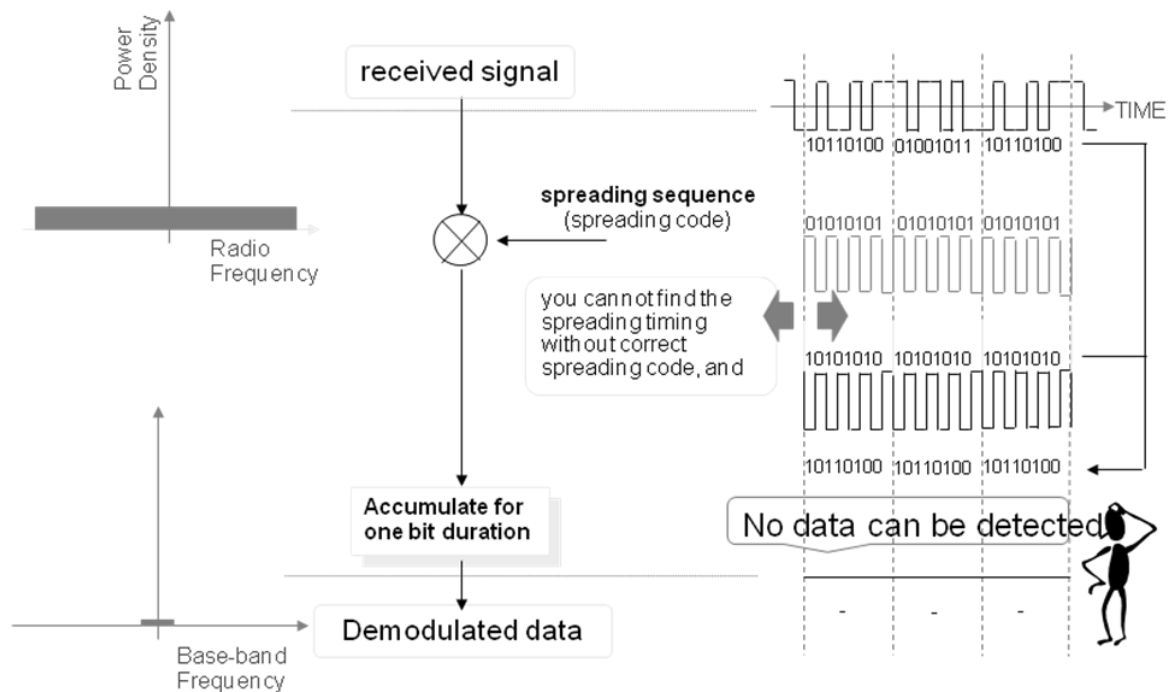 Power
Density
received signal
TIME
10110100 01001011 10110100
spreading sequence
(spreading code)
01010101 01010101 01010101
Radio
Frequency
you cannot find the
spreading timing
without correct
spreading code, and
10101010 10101010 10101010
10110100 10110100 10110100
Accumulate for
one bit duration
No data can be detected
- - -
Demodulated data
Base-band
Frequency